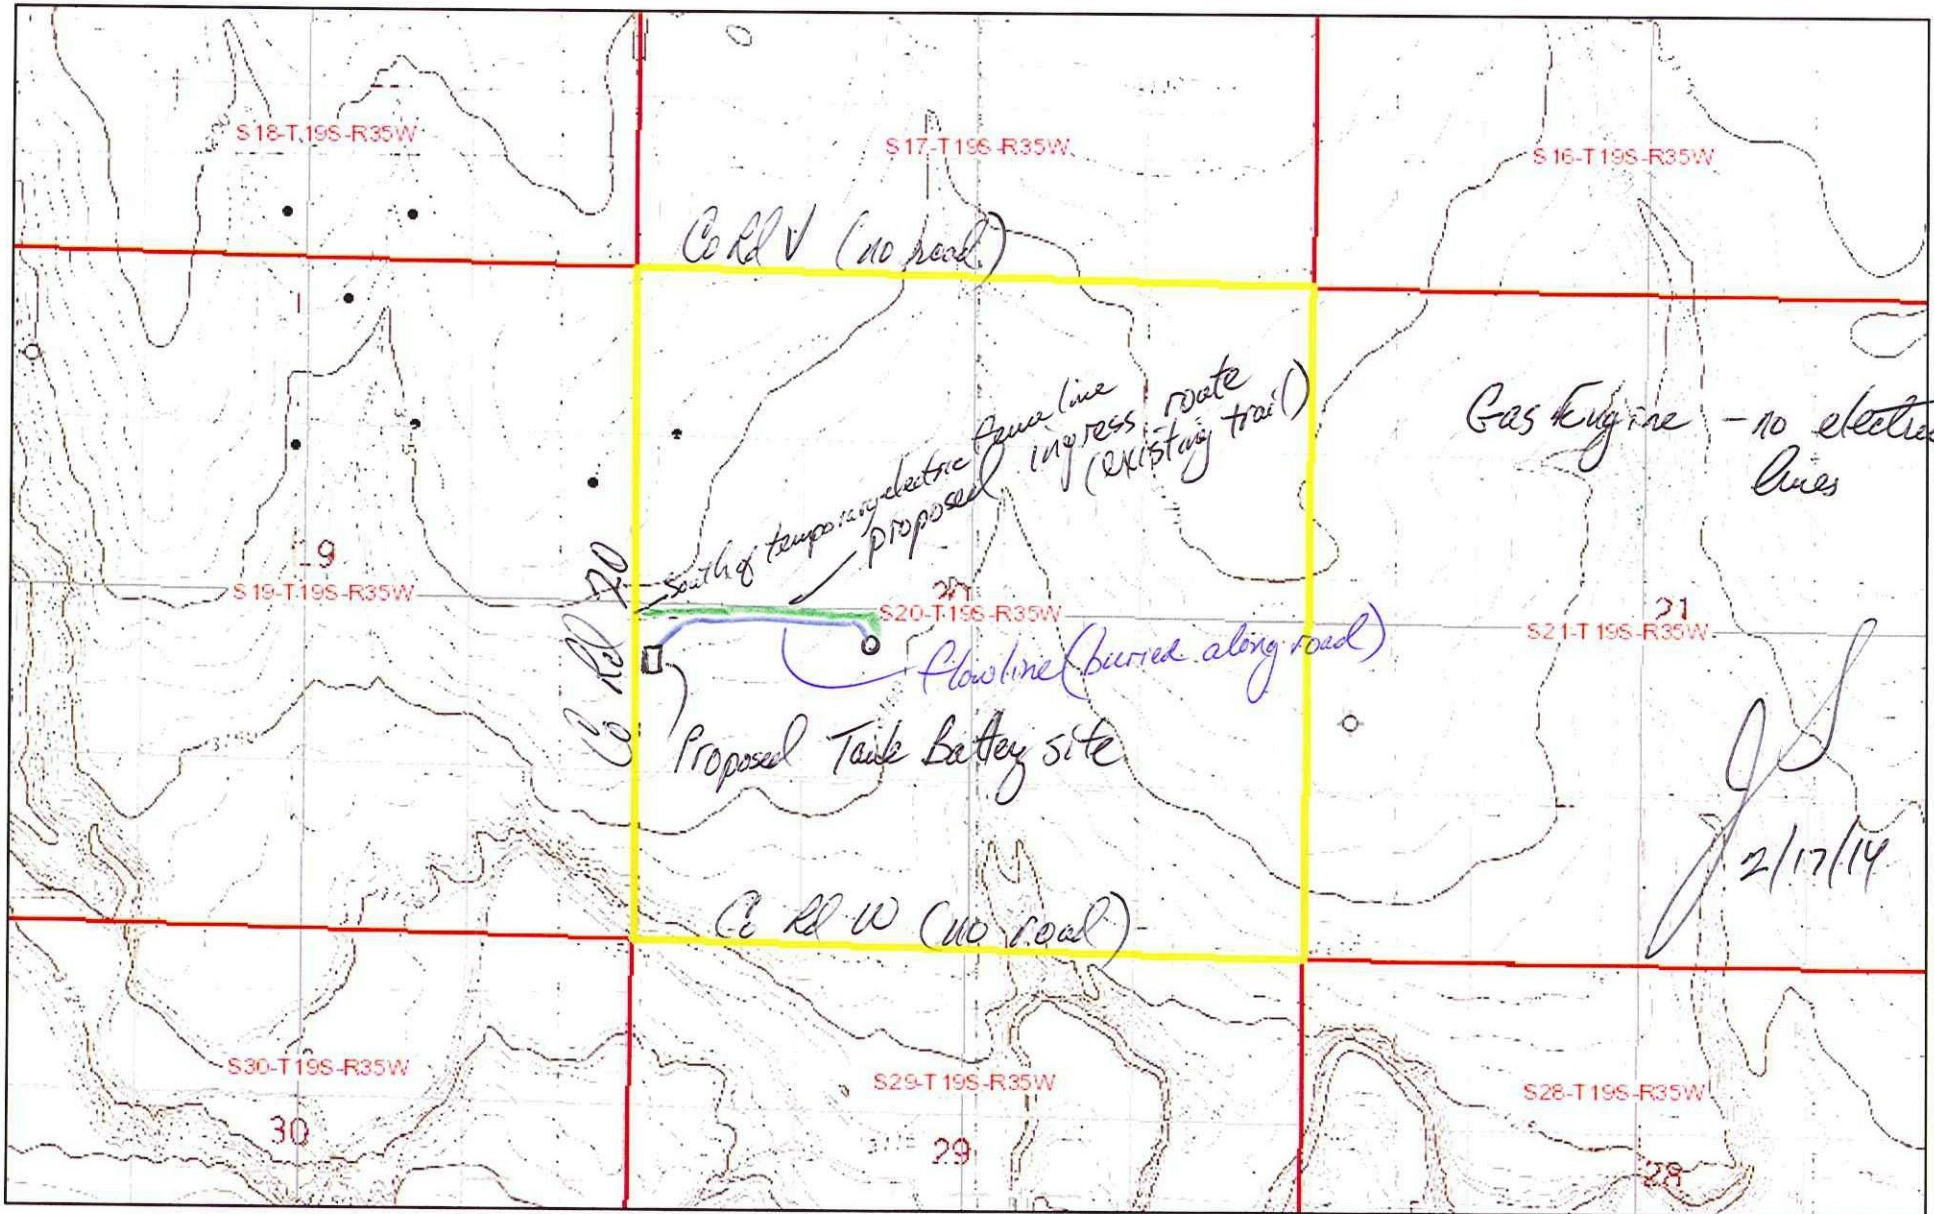 S18-T19S-R35W
S17-T19S-R35W
S16-T19S-R35W
Co Rd V (no road)
South of temporary electric fence line
proposed ingress route
(existing trail)
Gas Engine - no electric
lines
19
S19-T19S-R35W
Co Rd 20
20
S20-T19S-R35W
21
S21-T19S-R35W
flowline (buried along road)
Proposed Tank Battery site
JS
2/17/14
Co Rd W (no road)
S30-T19S-R35W
S29-T19S-R35W
S28-T19S-R35W
30
29
28